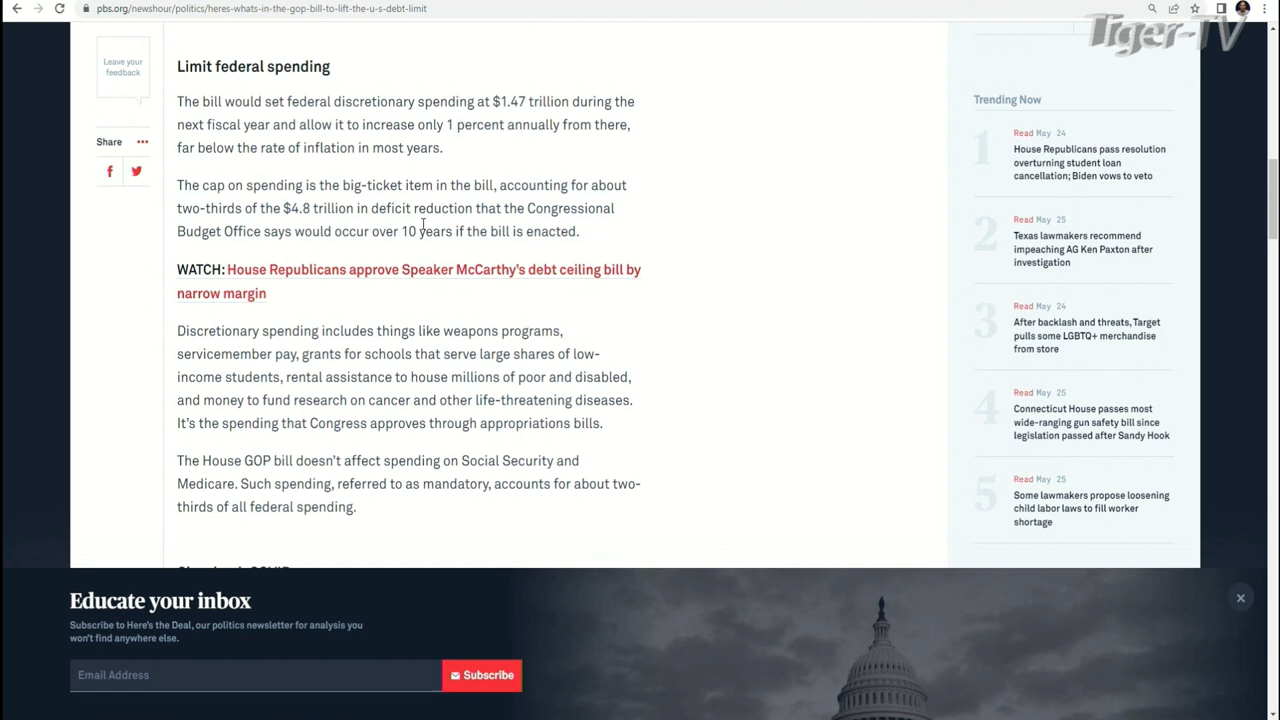 pbs.org/newshour/politics/heres-whats-in-the-gop-bill-to-lift-the-u-s-debt-limit
Tiger-TV
Leave your
feedback
Share
Limit federal spending
The bill would set federal discretionary spending at $1.47 trillion during the
next fiscal year and allow it to increase only 1 percent annually from there,
far below the rate of inflation in most years.
The cap on spending is the big-ticket item in the bill, accounting for about
two-thirds of the $4.8 trillion in deficit reduction that the Congressional
Budget Office says would occur over 10 years if the bill is enacted.
WATCH: House Republicans approve Speaker McCarthy’s debt ceiling bill by
narrow margin
Discretionary spending includes things like weapons programs,
servicemember pay, grants for schools that serve large shares of low-
income students, rental assistance to house millions of poor and disabled,
and money to fund research on cancer and other life-threatening diseases.
It’s the spending that Congress approves through appropriations bills.
The House GOP bill doesn’t affect spending on Social Security and
Medicare. Such spending, referred to as mandatory, accounts for about two-
thirds of all federal spending.
Trending Now
1
Read May 24
House Republicans pass resolution
overturning student loan
cancellation; Biden vows to veto
2
Read May 25
Texas lawmakers recommend
impeaching AG Ken Paxton after
investigation
3
Read May 24
After backlash and threats, Target
pulls some LGBTQ+ merchandise
from store
4
Read May 25
Connecticut House passes most
wide-ranging gun safety bill since
legislation passed after Sandy Hook
5
Read May 25
Some lawmakers propose loosening
child labor laws to fill worker
shortage
Educate your inbox
Subscribe to Here’s the Deal, our politics newsletter for analysis you
won’t find anywhere else.
Email Address
Subscribe